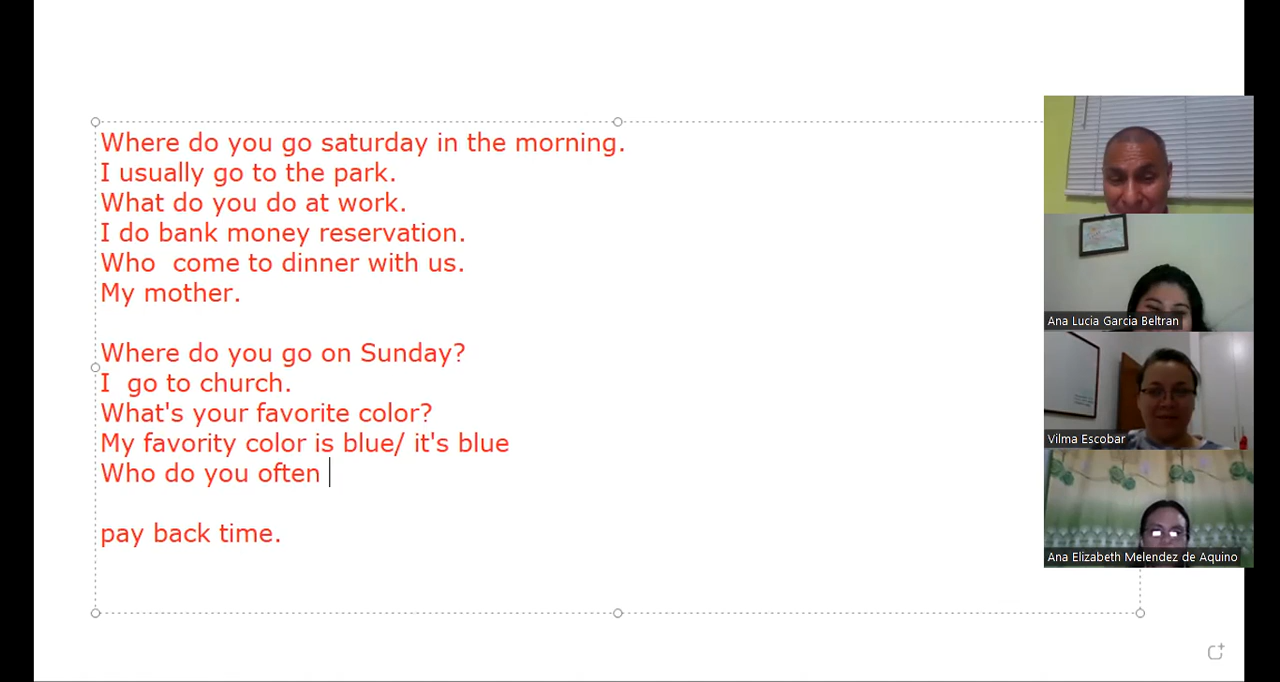 Where do you go saturday in the morning.
I usually go to the park.
What do you do at work.
I do bank money reservation.
Who  come to dinner with us.
My mother.
Where do you go on Sunday?
I  go to church.
What's your favorite color?
My favority color is blue/ it's blue
Who do you often
pay back time.
Ana Lucia Garcia Beltran
Vilma Escobar
Ana Elizabeth Melendez de Aquino